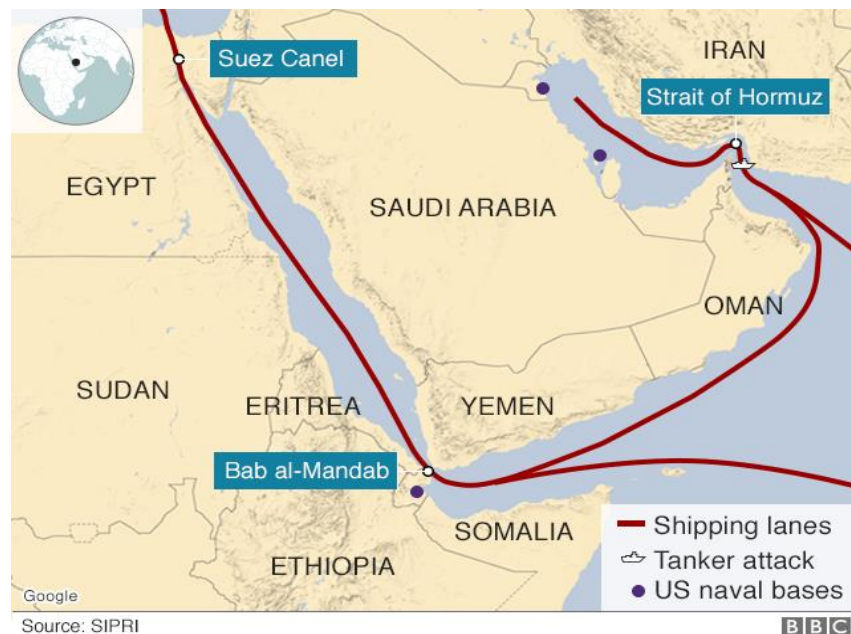 Suez Canel
IRAN
Strait of Hormuz
EGYPT
SAUDI ARABIA
OMAN
SUDAN
ERITREA
YEMEN
Bab al-Mandab
SOMALIA
ETHIOPIA
Shipping lanes
Tanker attack
US naval bases
Google
Source: SIPRI
BBC